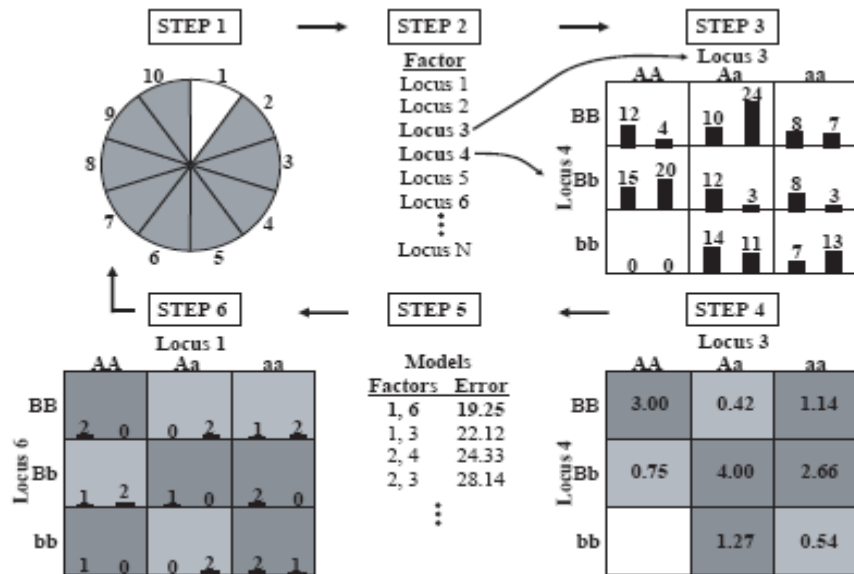 STEP 1
STEP 2
STEP 3
10 1
9 2
8 3
7 4
6 5
Factor
Locus 1
Locus 2
Locus 3
Locus 4
Locus 5
Locus 6
Locus N
Locus 3
AA Aa aa
Locus 4
BB 12 4 10 24 8 7
Bb 15 20 12 3 8 3
bb 0 0 14 11 7 13
STEP 6
STEP 5
STEP 4
Locus 1
AA Aa aa
Locus 6
BB 2 0 0 2 1 2
Bb 1 2 1 0 2 0
bb 1 0 0 2 2 1
Models
Factors Error
1, 6 19.25
1, 3 22.12
2, 4 24.33
2, 3 28.14
Locus 3
AA Aa aa
Locus 4
BB 3.00 0.42 1.14
Bb 0.75 4.00 2.66
bb 1.27 0.54